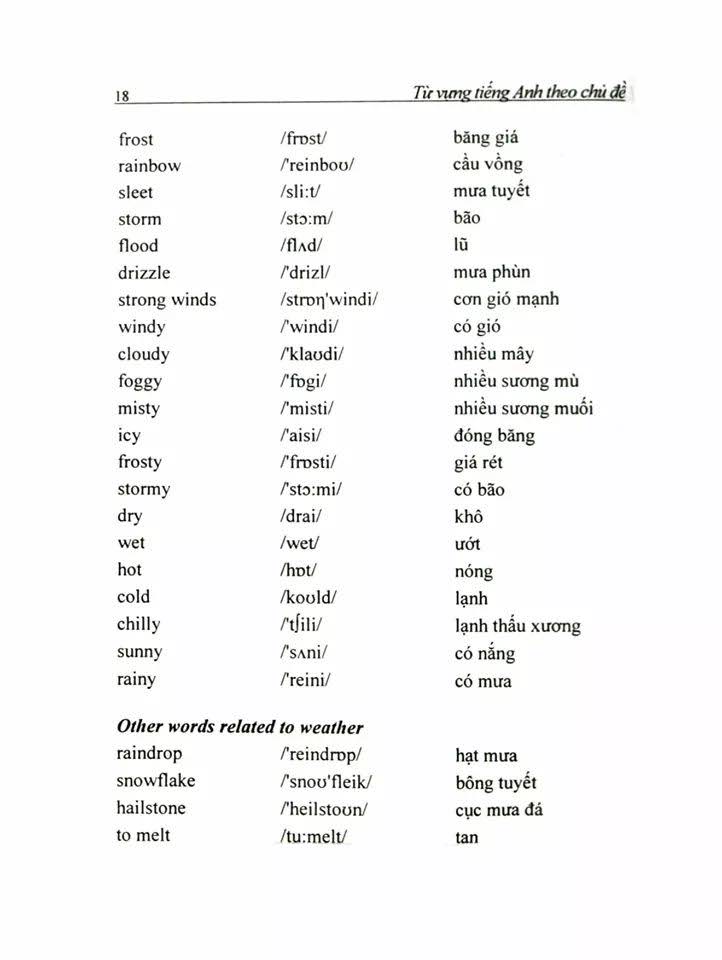 18 Từ vựng tiếng Anh theo chủ đề
frost /frɒst/ băng giá
rainbow /'reinboʊ/ cầu vồng
sleet /sli:t/ mưa tuyết
storm /stɔ:m/ bão
flood /flʌd/ lũ
drizzle /'drizl/ mưa phùn
strong winds /strɒη'windi/ cơn gió mạnh
windy /'windi/ có gió
cloudy /'klaʊdi/ nhiều mây
foggy /'fɒgi/ nhiều sương mù
misty /'misti/ nhiều sương muối
icy /'aisi/ đóng băng
frosty /'frɒsti/ giá rét
stormy /'stɔ:mi/ có bão
dry /drai/ khô
wet /wet/ ướt
hot /hɒt/ nóng
cold /koʊld/ lạnh
chilly /'tʃili/ lạnh thấu xương
sunny /'sʌni/ có nắng
rainy /'reini/ có mưa
Other words related to weather
raindrop /'reindrɒp/ hạt mưa
snowflake /'snoʊ'fleik/ bông tuyết
hailstone /'heilstoʊn/ cục mưa đá
to melt /tu:melt/ tan